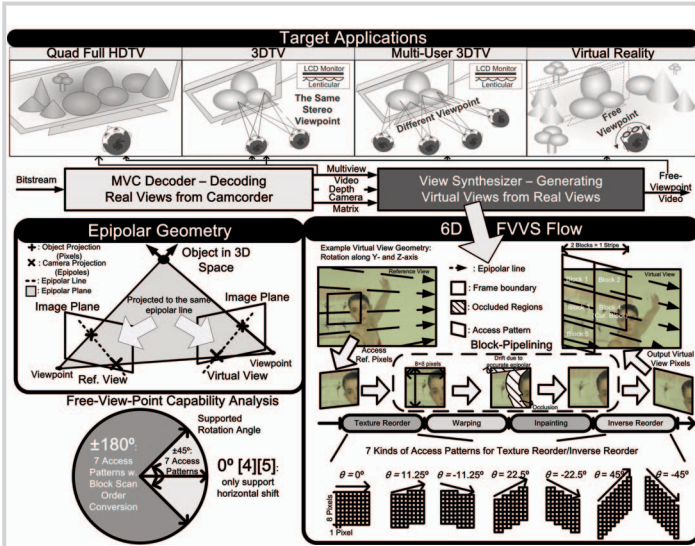 Target Applications
Quad Full HDTV
3DTV
Multi-User 3DTV
Virtual Reality
LCD Monitor
Lenticular
The Same
Stereo
Viewpoint
LCD Monitor
Lenticular
Different Viewpoint
Free
Viewpoint
Bitstream
MVC Decoder – Decoding
Real Views from Camcorder
Multiview
Video
Depth
Camera
Matrix
View Synthesizer – Generating
Virtual Views from Real Views
Free-
Viewpoint
Video
Epipolar Geometry
: Object Projection
(Pixels)
: Camera Projection
(Epipoles)
: Epipolar Line
: Epipolar Plane
Object in 3D
Space
Image Plane
Projected to the same
epipolar line
Image Plane
Viewpoint
Ref. View
Virtual View
Viewpoint
Free-View-Point Capability Analysis
Supported
Rotation Angle
±180º:
7 Access
Patterns w.
Block Scan
Order
Conversion
±45º:
7 Access
Patterns
0º [4][5]:
only support
horizontal shift
6D FVVS Flow
Example Virtual View Geometry:
Rotation along Y- and Z-axis
Reference View
: Epipolar line
: Frame boundary
: Occluded Regions
: Access Pattern
2 Blocks = 1 Stripe
Virtual View
Block 1
Block 2
Block 3
Block 5
Access
Ref. Pixels
Block-Pipelining
Output Virtual
View Pixels
8×8 pixels
Drift due to
accurate epipolar
Occlusion
Texture Reorder
Warping
Inpainting
Inverse Reorder
7 Kinds of Access Patterns for Texture Reorder/Inverse Reorder
θ=0º
θ=11.25º
θ=-11.25º
θ=22.5º
θ=-22.5º
θ=45º
θ=-45º
8 Pixels
1 Pixel